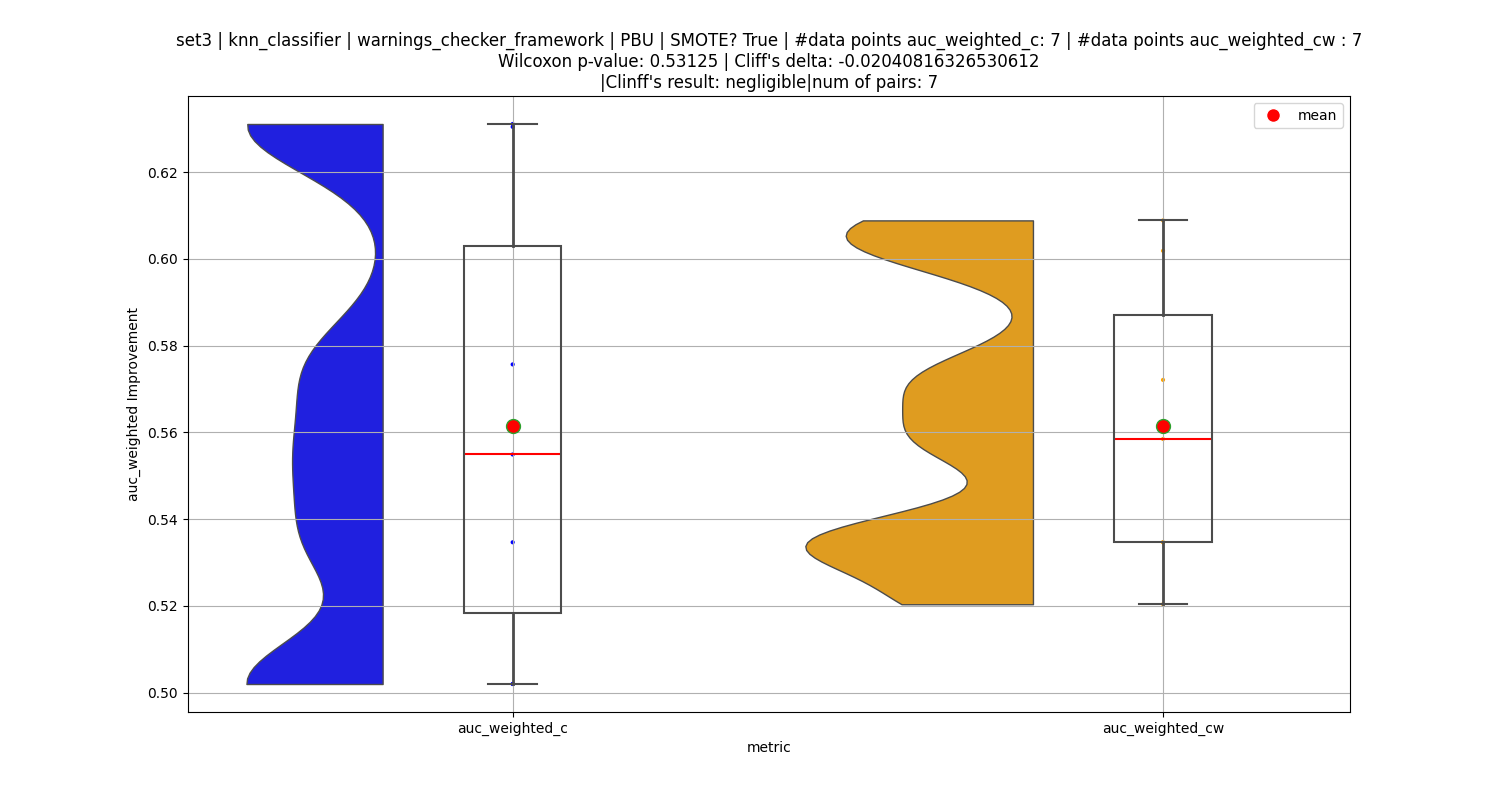 set3 | knn_classifier | warnings_checker_framework | PBU | SMOTE? True | #data points auc_weighted_c: 7 | #data points auc_weighted_cw : 7
Wilcoxon p-value: 0.53125 | Cliff's delta: -0.02040816326530612
|Clinff's result: negligible|num of pairs: 7
mean
0.62
0.60
0.58
0.56
0.54
0.52
0.50
auc_weighted Improvement
auc_weighted_c
auc_weighted_cw
metric